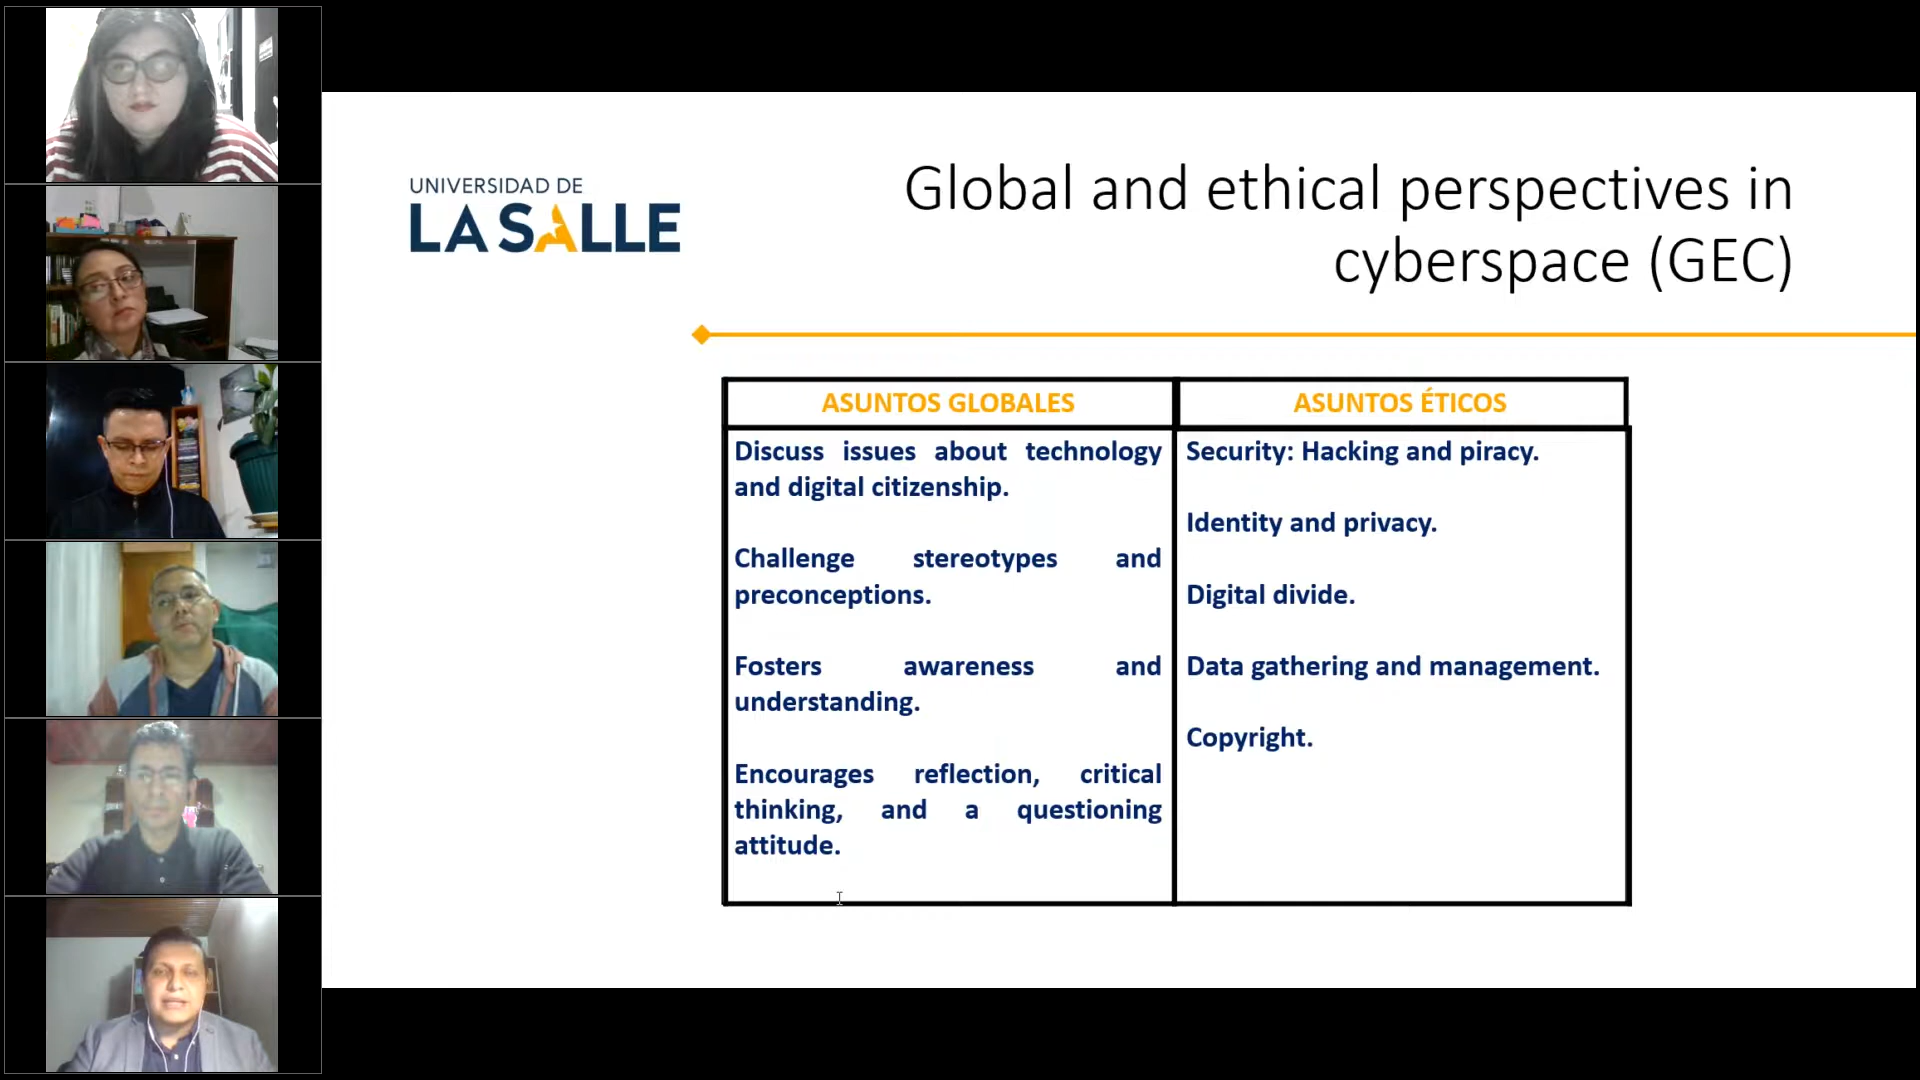 UNIVERSIDAD DE
LA SALLE
Global and ethical perspectives in
cyberspace (GEC)
ASUNTOS GLOBALES
Discuss issues about technology
and digital citizenship.
Challenge stereotypes and
preconceptions.
Fosters awareness and
understanding.
Encourages reflection, critical
thinking, and a questioning
attitude.
ASUNTOS ÉTICOS
Security: Hacking and piracy.
Identity and privacy.
Digital divide.
Data gathering and management.
Copyright.